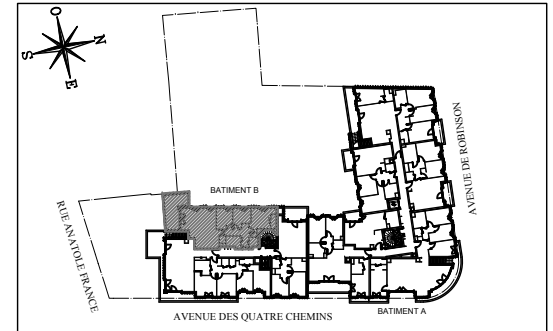 O
N
S
E
AVENUE DE ROBINSON
BATIMENT B
RUE ANATOLE FRANCE
BATIMENT A
AVENUE DES QUATRE CHEMINS